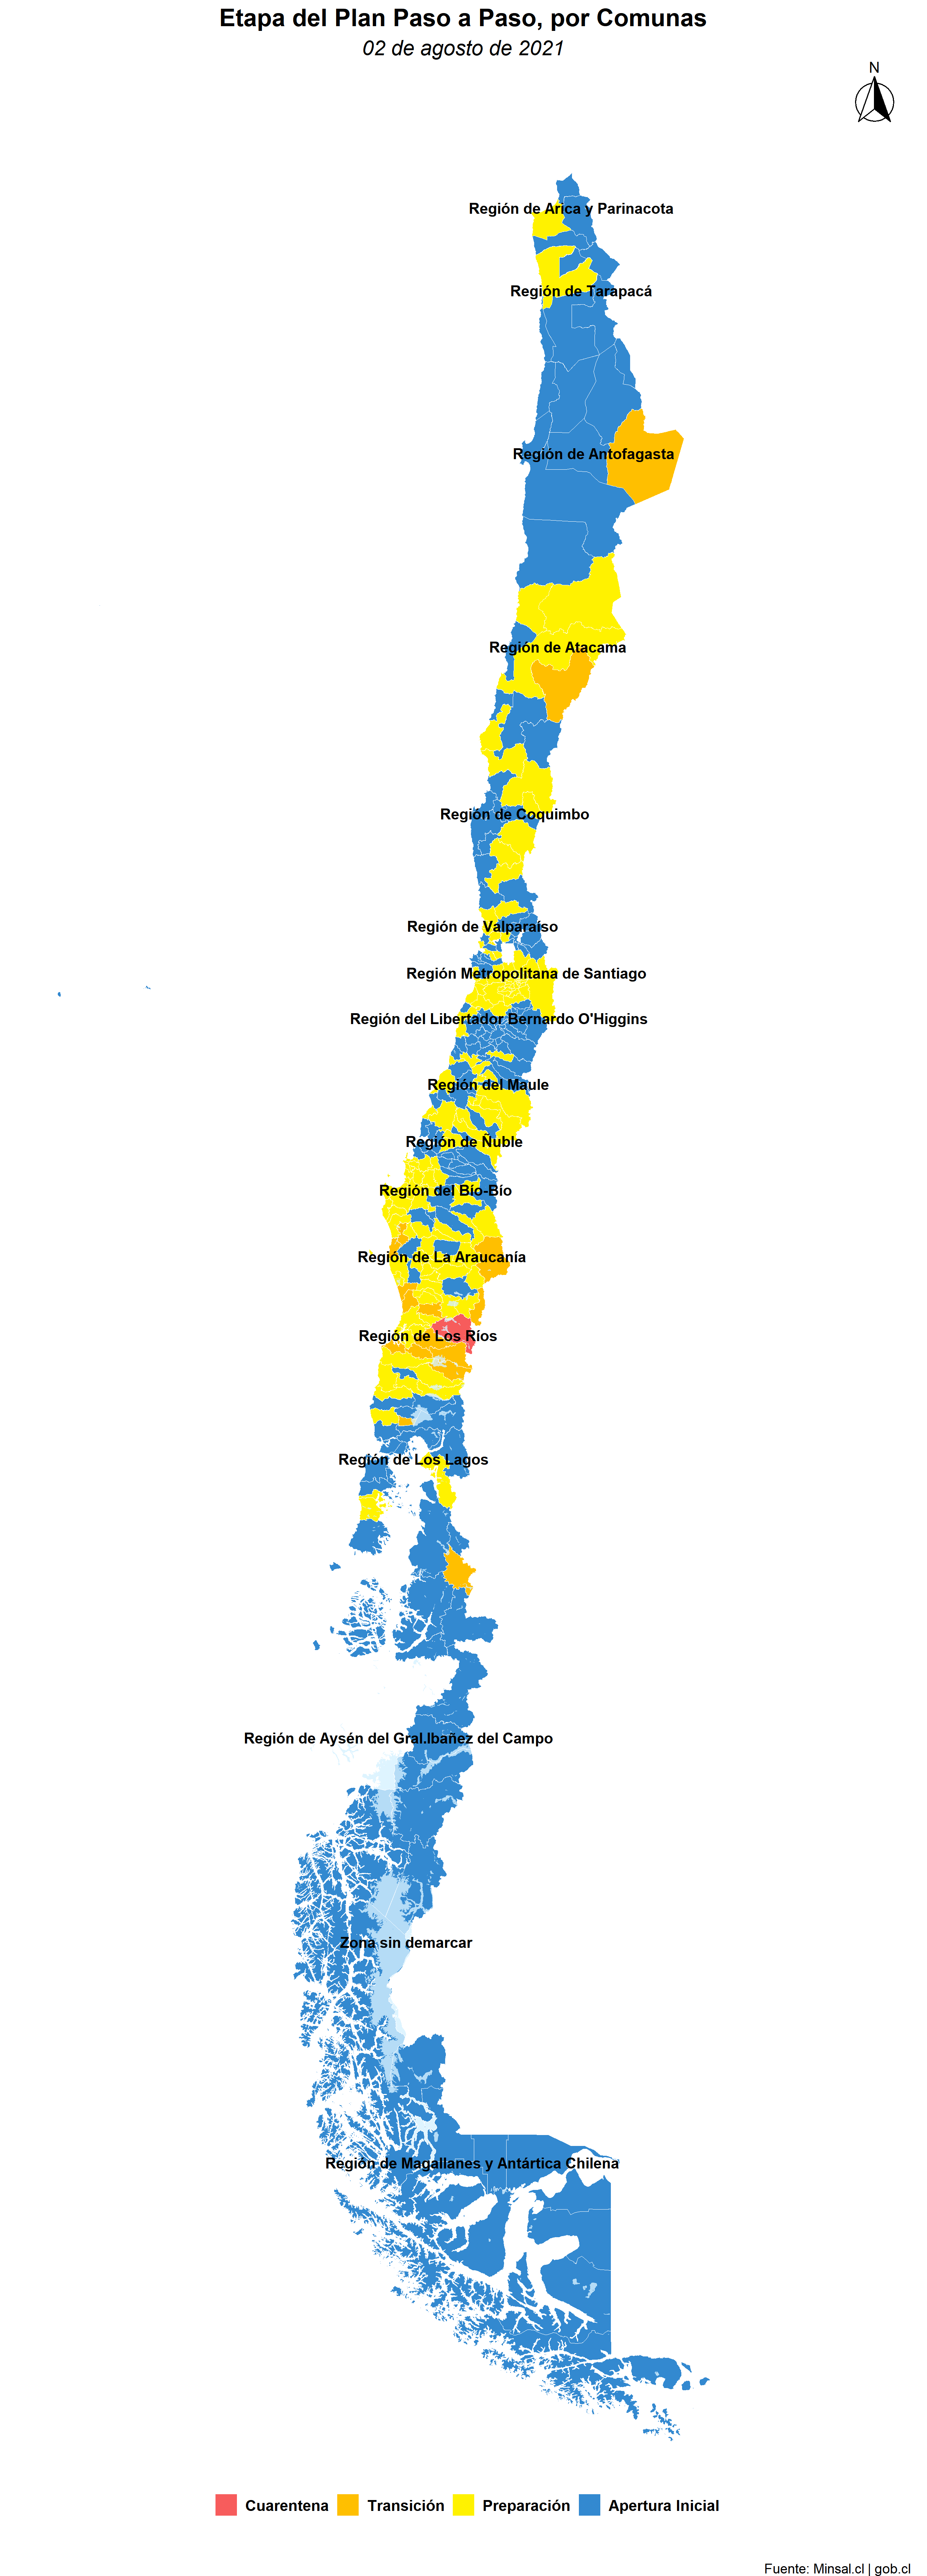 Etapa del Plan Paso a Paso, por Comunas
02 de agosto de 2021
N
Región de Arica y Parinacota
Región de Tarapacá
Región de Antofagasta
Región de Atacama
Región de Coquimbo
Región de Valparaíso
Región Metropolitana de Santiago
Región del Libertador Bernardo O'Higgins
Región del Maule
Región de Ñuble
Región del Bío-Bío
Región de La Araucanía
Región de Los Ríos
Región de Los Lagos
Región de Aysén del Gral.Ibañez del Campo
Zona sin demarcar
Región de Magallanes y Antártica Chilena
Cuarentena Transición Preparación Apertura Inicial
Fuente: Minsal.cl | gob.cl